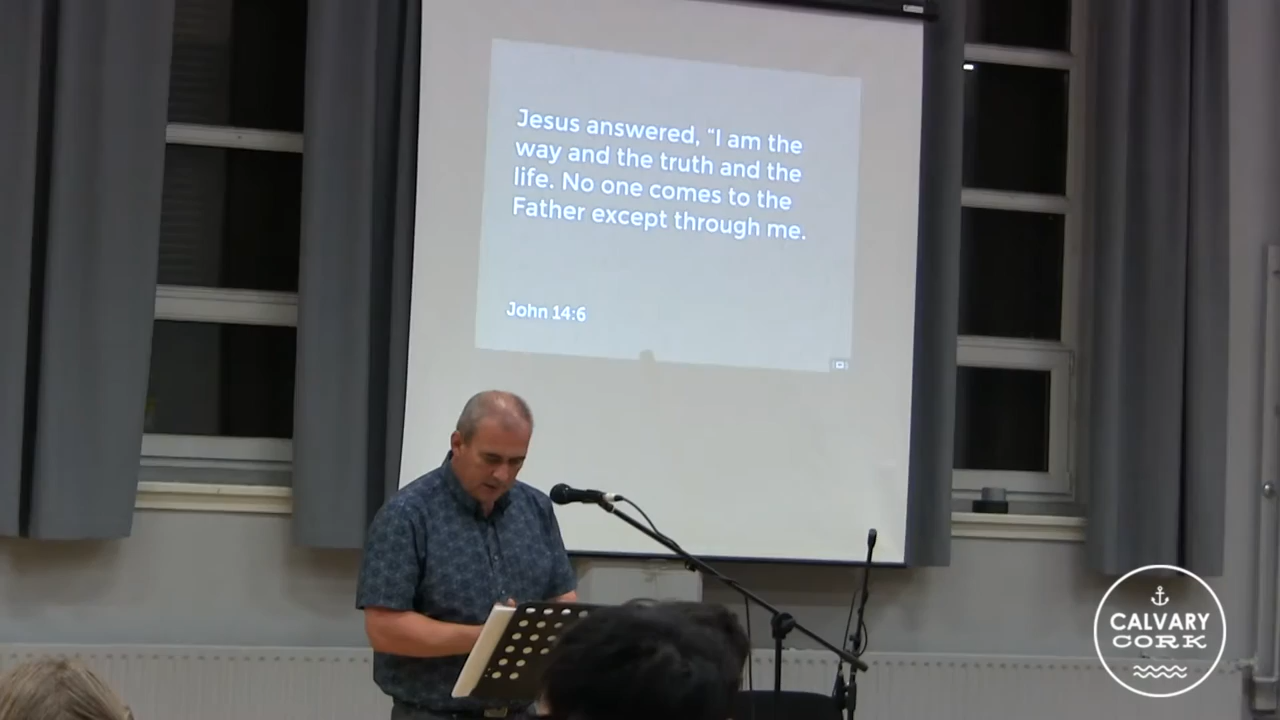 Jesus answered, “I am the
way and the truth and the
life. No one comes to the
Father except through me.
John 14:6
CALVARY
CORK